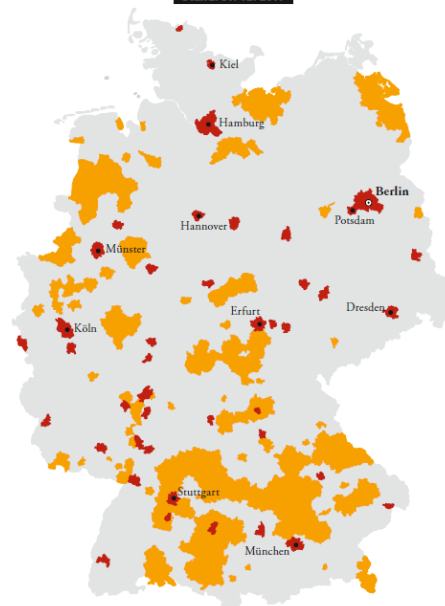 Kiel
Hamburg
Berlin
Potsdam
Hannover
Münster
Erfurt
Dresden
Köln
Stuttgart
München